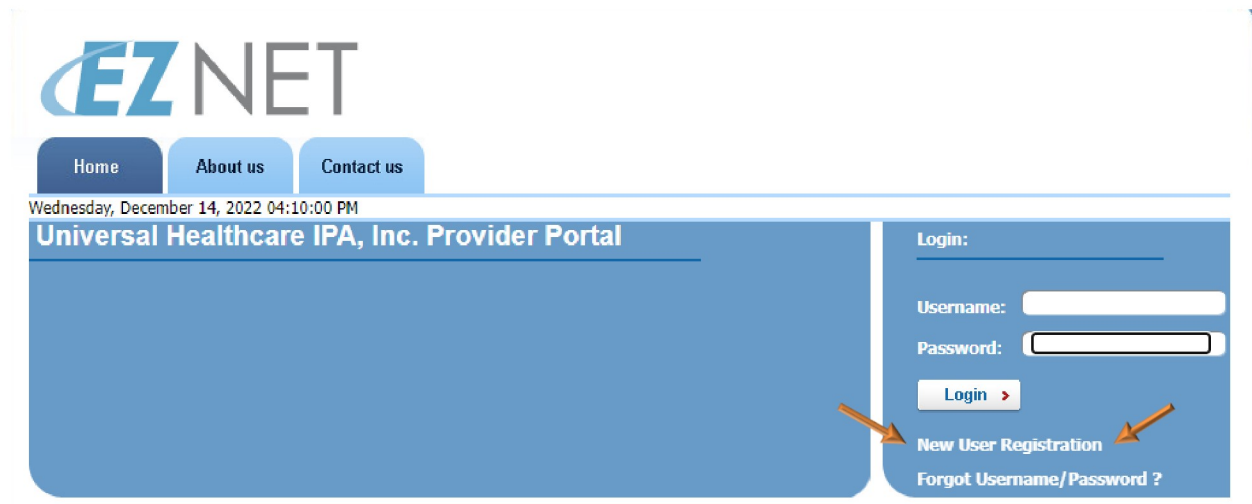 EZ NET
Home
About us
Contact us
Wednesday, December 14, 2022 04:10:00 PM
Universal Healthcare IPA, Inc. Provider Portal
Login:
Username:
Password:
Login >
New User Registration
Forgot Username/Password ?